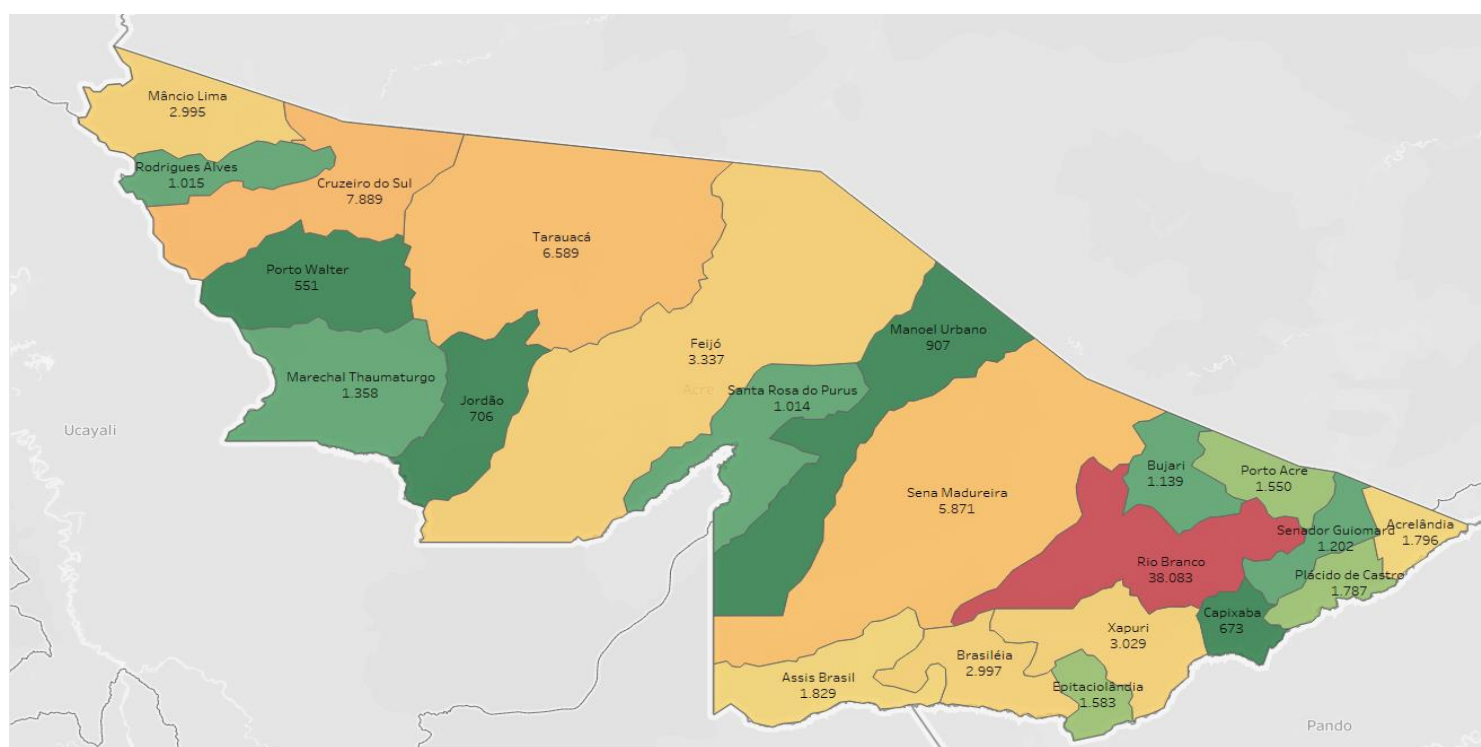 Mâncio Lima
2.995
Rodrigues Alves
1.015
Cruzeiro do Sul
7.889
Tarauacá
6.589
Porto Walter
551
Marechal Thaumaturgo
1.358
Jordão
706
Feijó
3.337
Acre
Manoel Urbano
907
Santa Rosa do Purus
1.014
Ucayali
Sena Madureira
5.871
Bujari
1.139
Porto Acre
1.550
Senador Guiomard
1.202
Acrelândia
1.796
Rio Branco
38.083
Plácido de Castro
1.787
Capixaba
673
Xapuri
3.029
Brasiléia
2.997
Assis Brasil
1.829
Epitaciolândia
1.583
Pando